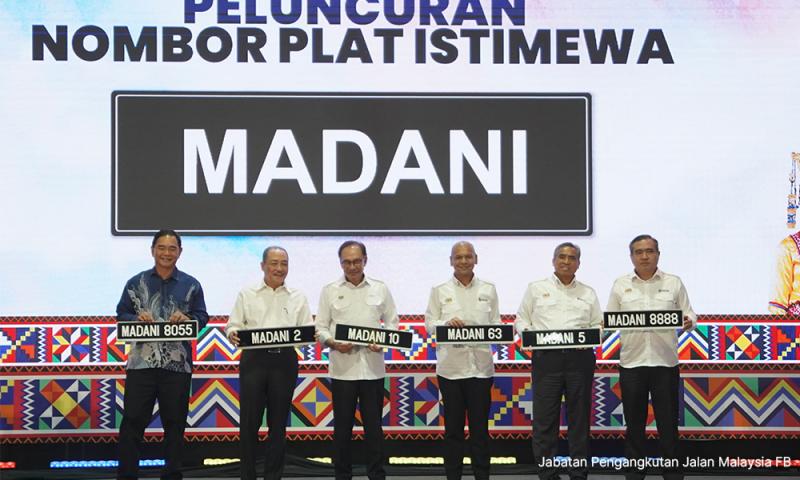 PELUNCURAN
NOMBOR PLAT ISTIMEWA
MADANI
MADANI 8055
MADANI 2
MADANI 10
MADANI 63
MADANI 5
MADANI 8888
Jabatan Pengangkutan Jalan Malaysia FB